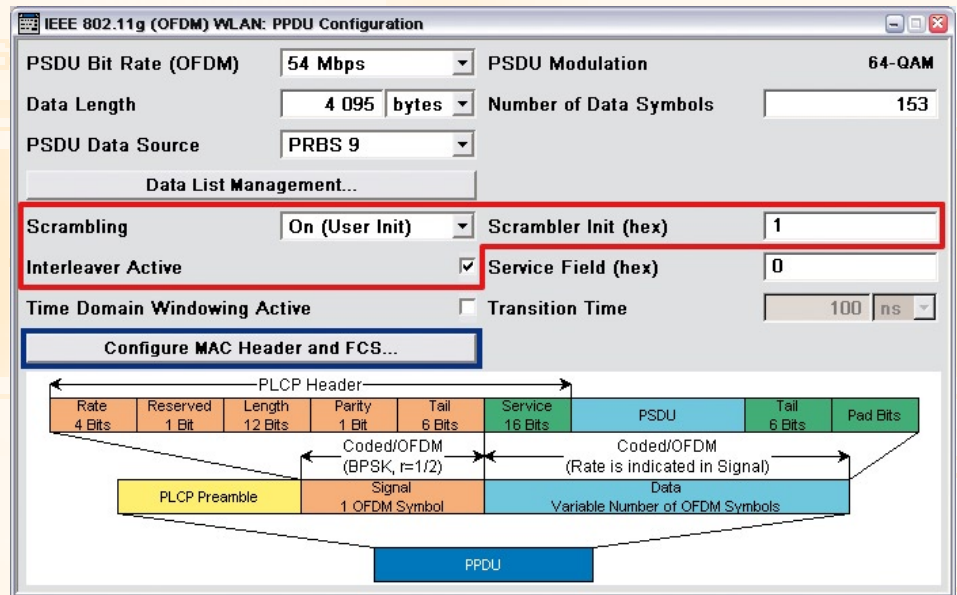 IEEE 802.11g (OFDM) WLAN: PPDU Configuration
PSDU Bit Rate (OFDM) 54 Mbps PSDU Modulation 64-QAM
Data Length 4 095 bytes Number of Data Symbols 153
PSDU Data Source PRBS 9
Data List Management...
Scrambling On (User Init) Scrambler Init (hex) 1
Interleaver Active Service Field (hex) 0
Time Domain Windowing Active Transition Time 100 ns
Configure MAC Header and FCS...
PLCP Header
Rate Reserved Length Parity Tail Service PSDU Tail Pad Bits
4 Bits 1 Bit 12 Bits 1 Bit 6 Bits 16 Bits 6 Bits
Coded/OFDM Coded/OFDM
(BPSK, r=1/2) (Rate is indicated in Signal)
PLCP Preamble Signal Data
1 OFDM Symbol Variable Number of OFDM Symbols
PPDU